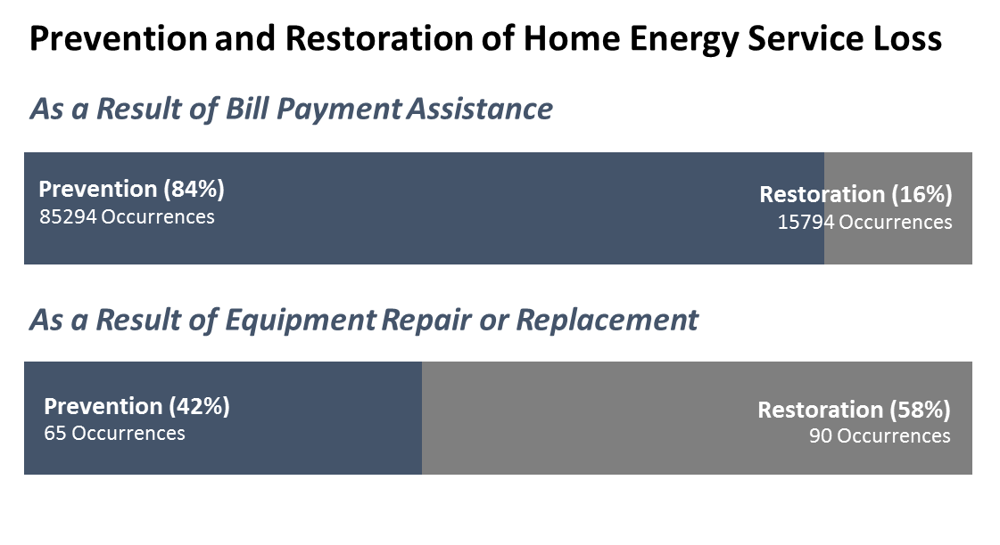 Prevention and Restoration of Home Energy Service Loss
As a Result of Bill Payment Assistance
Prevention (84%)
85294 Occurrences
Restoration (16%)
15794 Occurrences
As a Result of Equipment Repair or Replacement
Prevention (42%)
65 Occurrences
Restoration (58%)
90 Occurrences